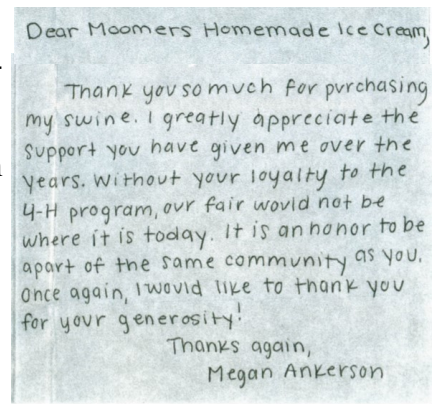 Dear Moomers Homemade Ice Cream,
Thank you so much for purchasing
my swine. I greatly appreciate the
support you have given me over the
years. Without your loyalty to the
4-H program, our fair would not be
where it is today. It is an honor to be
apart of the same community as you.
Once again, I would like to thank you
for your generosity!
Thanks again,
Megan Ankerson